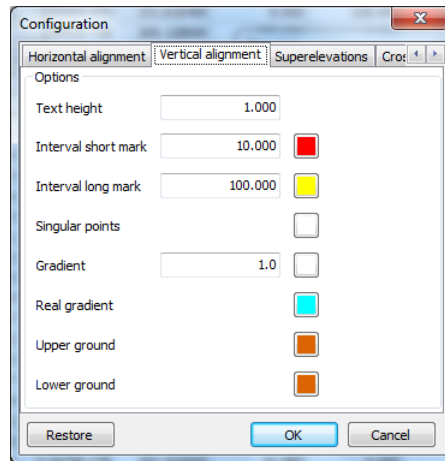 Configuration
Horizontal alignment Vertical alignment Superelevations Cros
Options
Text height 1.000
Interval short mark 10.000
Interval long mark 100.000
Singular points
Gradient 1.0
Real gradient
Upper ground
Lower ground
Restore OK Cancel